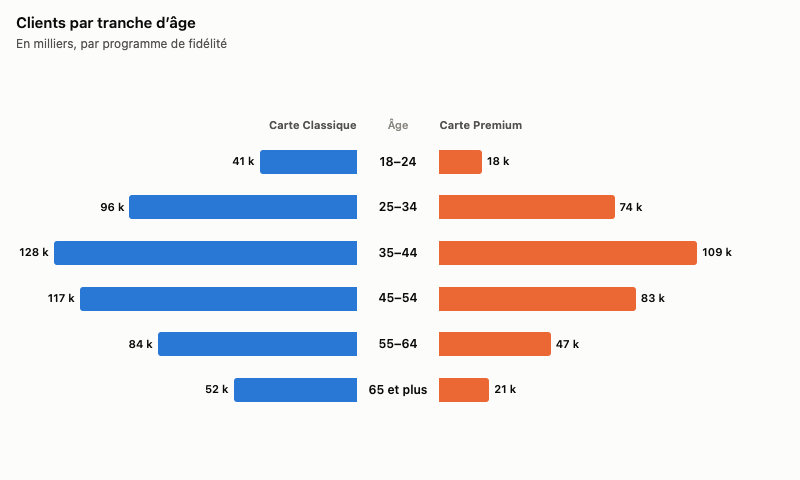 Clients par tranche d’âge
En milliers, par programme de fidélité
Carte Classique Âge Carte Premium
41 k 18–24 18 k
96 k 25–34 74 k
128 k 35–44 109 k
117 k 45–54 83 k
84 k 55–64 47 k
52 k 65 et plus 21 k